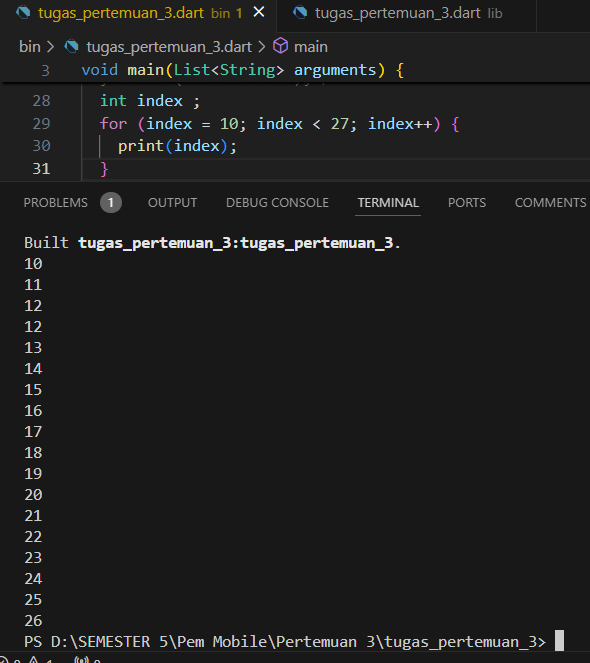 tugas_pertemuan_3.dart bin 1 × tugas_pertemuan_3.dart lib
bin > tugas_pertemuan_3.dart > main
3 void main(List<String> arguments) {
28 int index ;
29 for (index = 10; index < 27; index++) {
30 print(index);
31 }
PROBLEMS 1 OUTPUT DEBUG CONSOLE TERMINAL PORTS COMMENTS
Built tugas_pertemuan_3:tugas_pertemuan_3.
10
11
12
12
13
14
15
16
17
18
19
20
21
22
23
24
25
26
PS D:\SEMESTER 5\Pem Mobile\Pertemuan 3\tugas_pertemuan_3>